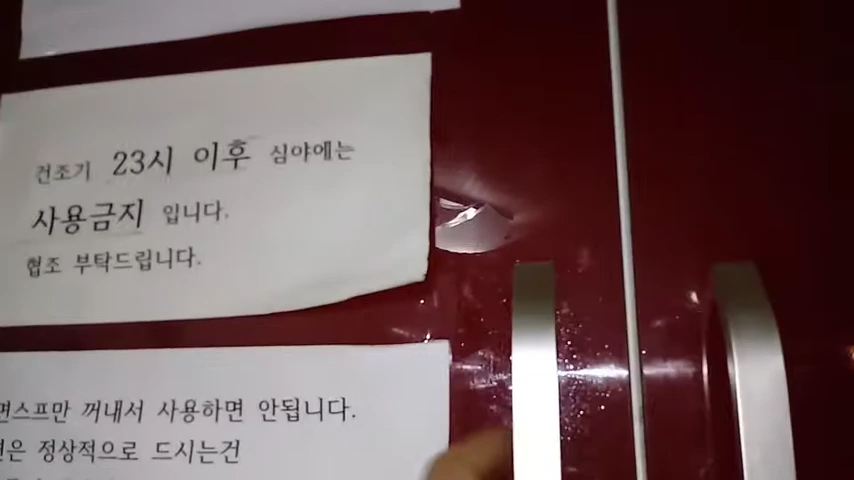 건조기 23시 이후 심야에는
사용금지 입니다.
협조 부탁드립니다.
스프만 꺼내서 사용하면 안됩니다.
정상적으로 드시는건